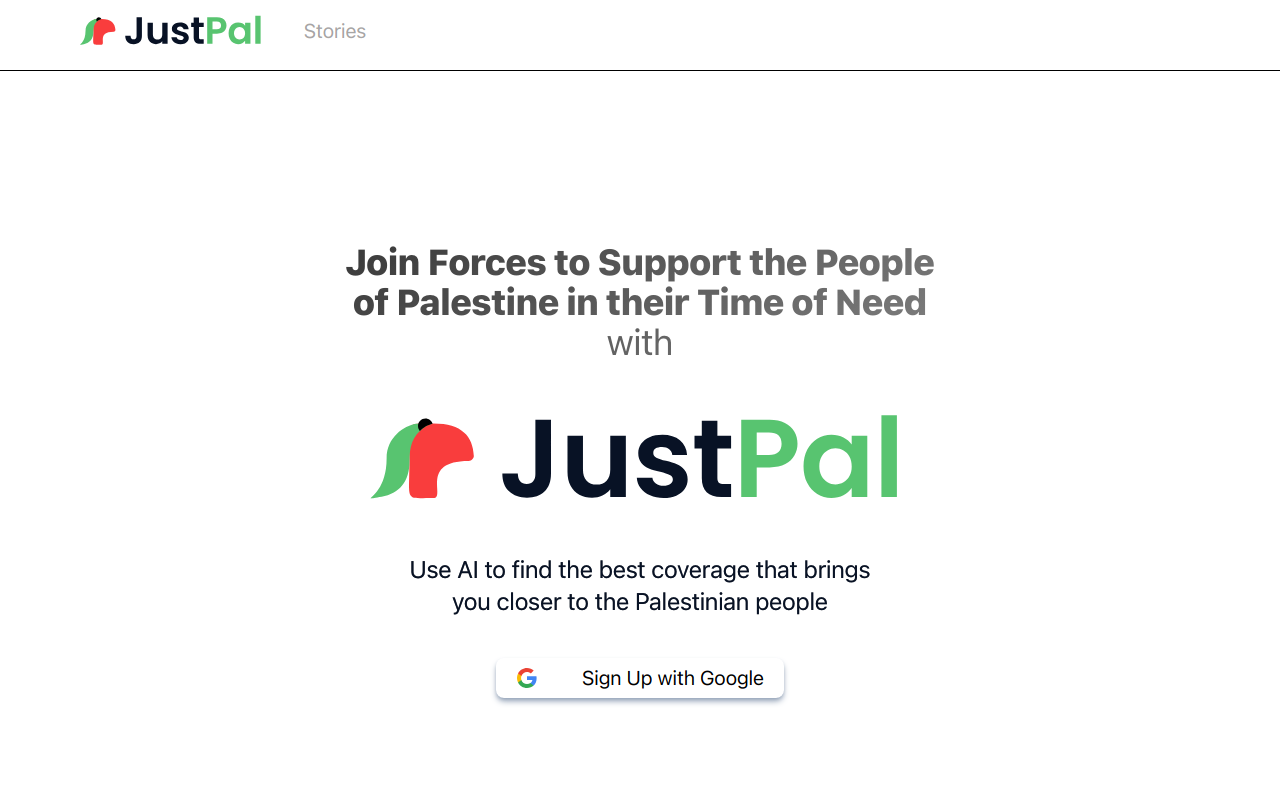 JustPal Stories
Join Forces to Support the People
of Palestine in their Time of Need
with
JustPal
Use AI to find the best coverage that brings
you closer to the Palestinian people
Sign Up with Google